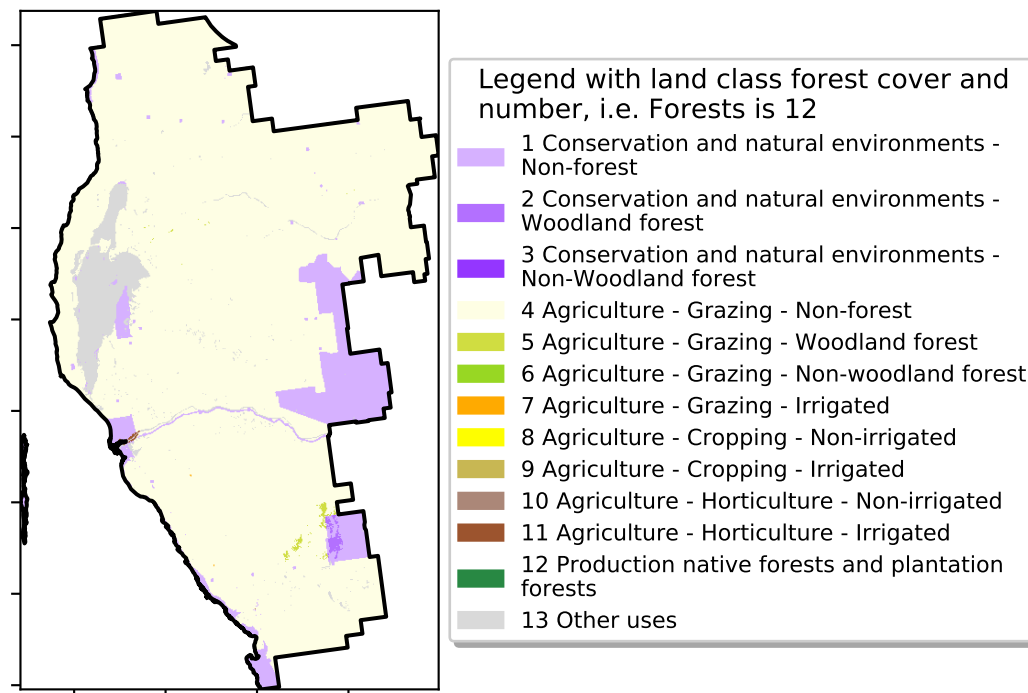 Legend with land class forest cover and
number, i.e. Forests is 12
1 Conservation and natural environments -
Non-forest
2 Conservation and natural environments -
Woodland forest
3 Conservation and natural environments -
Non-Woodland forest
4 Agriculture - Grazing - Non-forest
5 Agriculture - Grazing - Woodland forest
6 Agriculture - Grazing - Non-woodland forest
7 Agriculture - Grazing - Irrigated
8 Agriculture - Cropping - Non-irrigated
9 Agriculture - Cropping - Irrigated
10 Agriculture - Horticulture - Non-irrigated
11 Agriculture - Horticulture - Irrigated
12 Production native forests and plantation
forests
13 Other uses